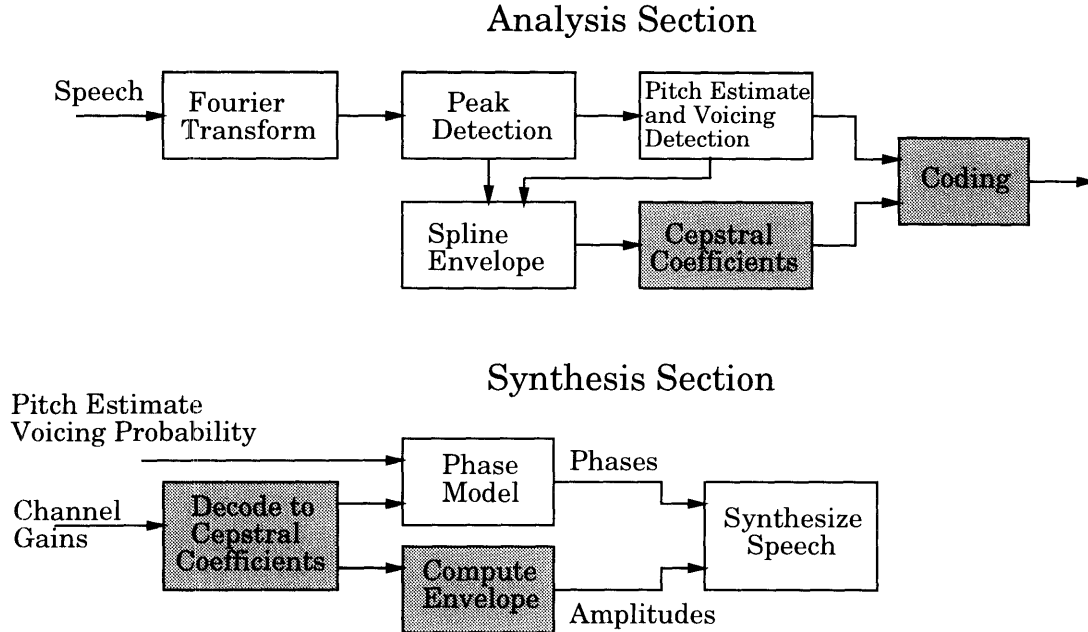 Analysis Section
Speech
Fourier
Transform
Peak
Detection
Pitch Estimate
and Voicing
Detection
Coding
Spline
Envelope
Cepstral
Coefficients
Synthesis Section
Pitch Estimate
Voicing Probability
Channel
Gains
Decode to
Cepstral
Coefficients
Phase
Model
Phases
Compute
Envelope
Amplitudes
Synthesize
Speech